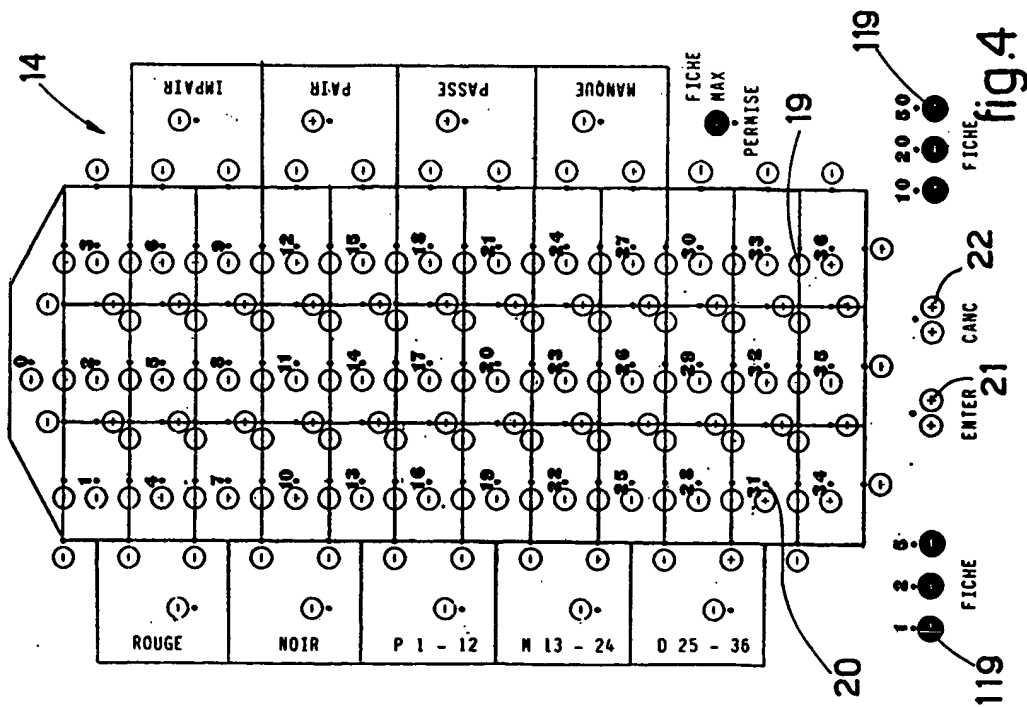 14
0
1 2 3
4 5 6
7 8 9
10 11 12
13 14 15
16 17 18
19 20 21
22 23 24
25 26 27
28 29 30
31 32 33
34 35 36
ROUGE
NOIR
P 1 - 12
M 13 - 24
D 25 - 36
IMPAIR
PAIR
PASSE
MANQUE
FICHE
MAX
PERMISE
19
20
1 2 5
FICHE
119
ENTER
21
CANC
22
10 20 50
FICHE
119
fig.4